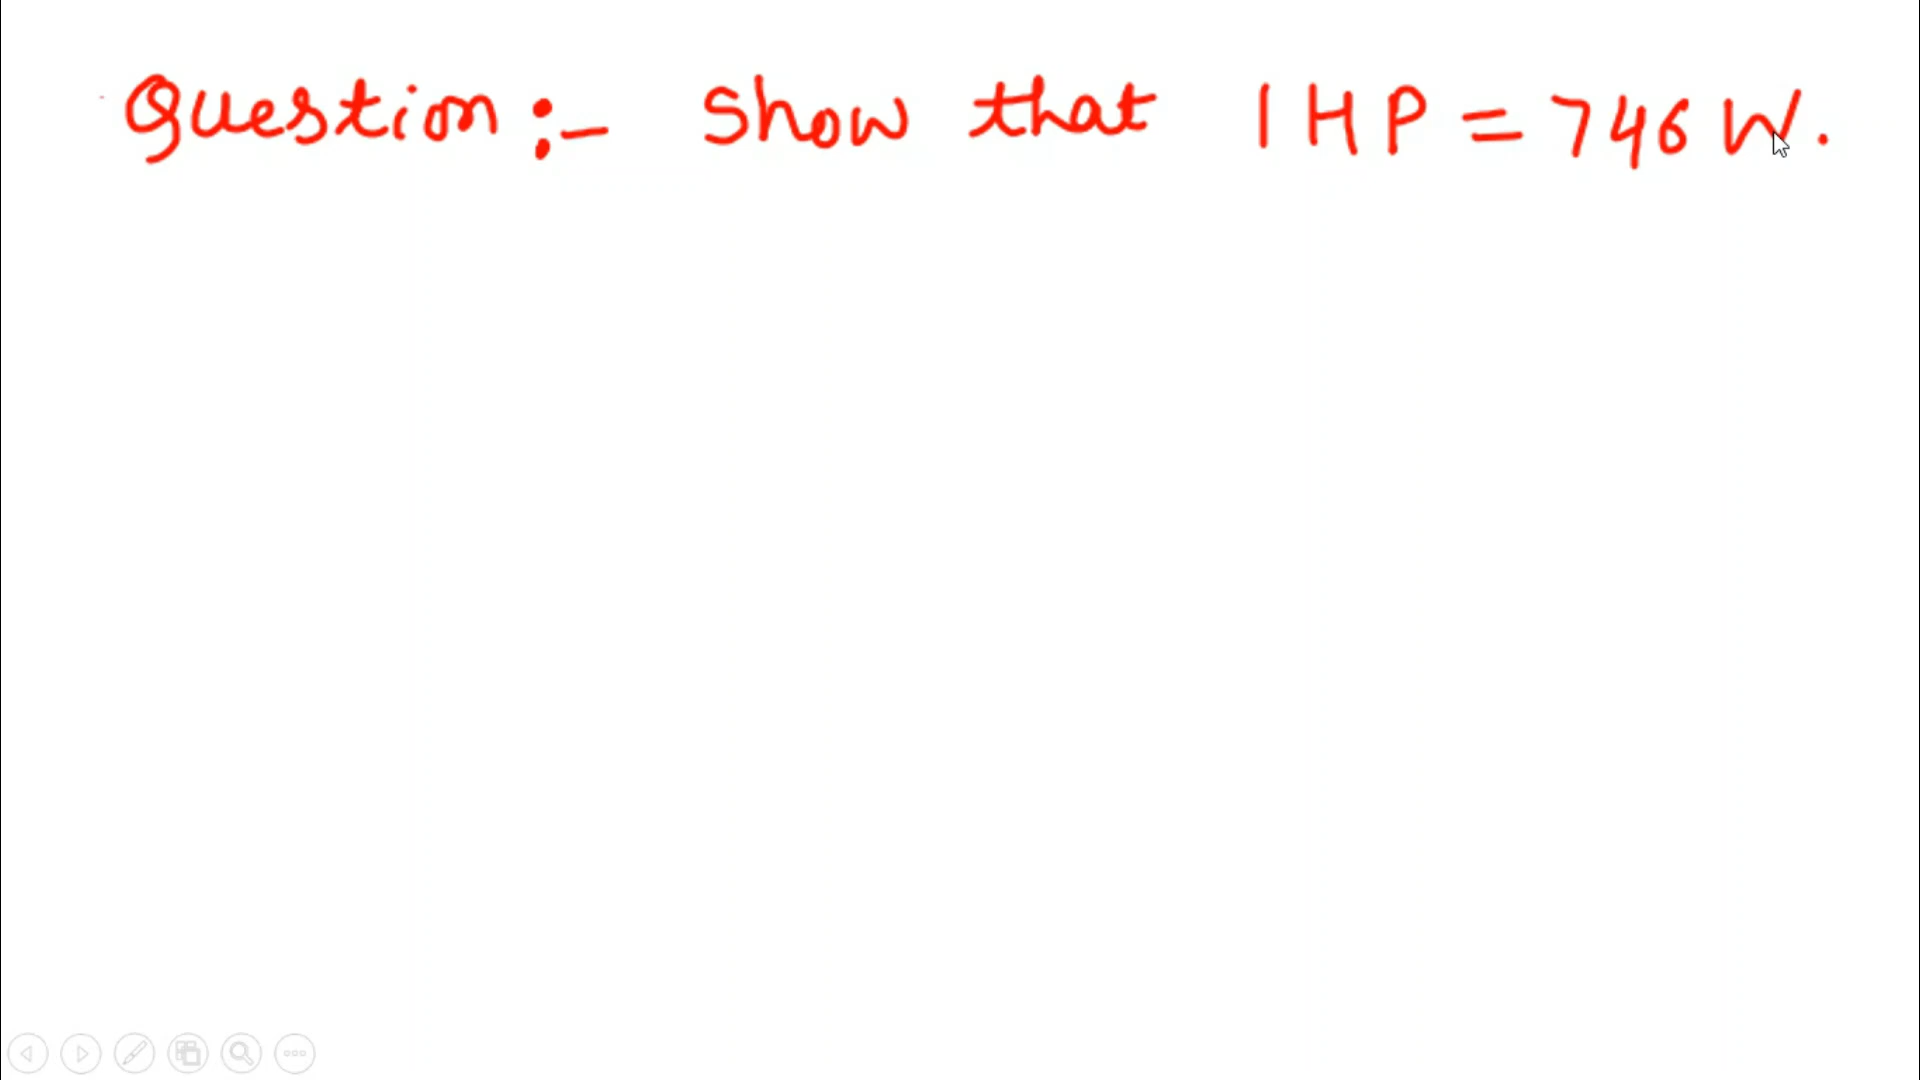 Question :- Show that 1 HP = 746 W.